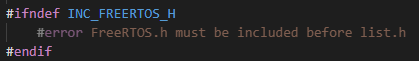 #ifndef INC_FREERTOS_H
    #error FreeRTOS.h must be included before list.h
#endif